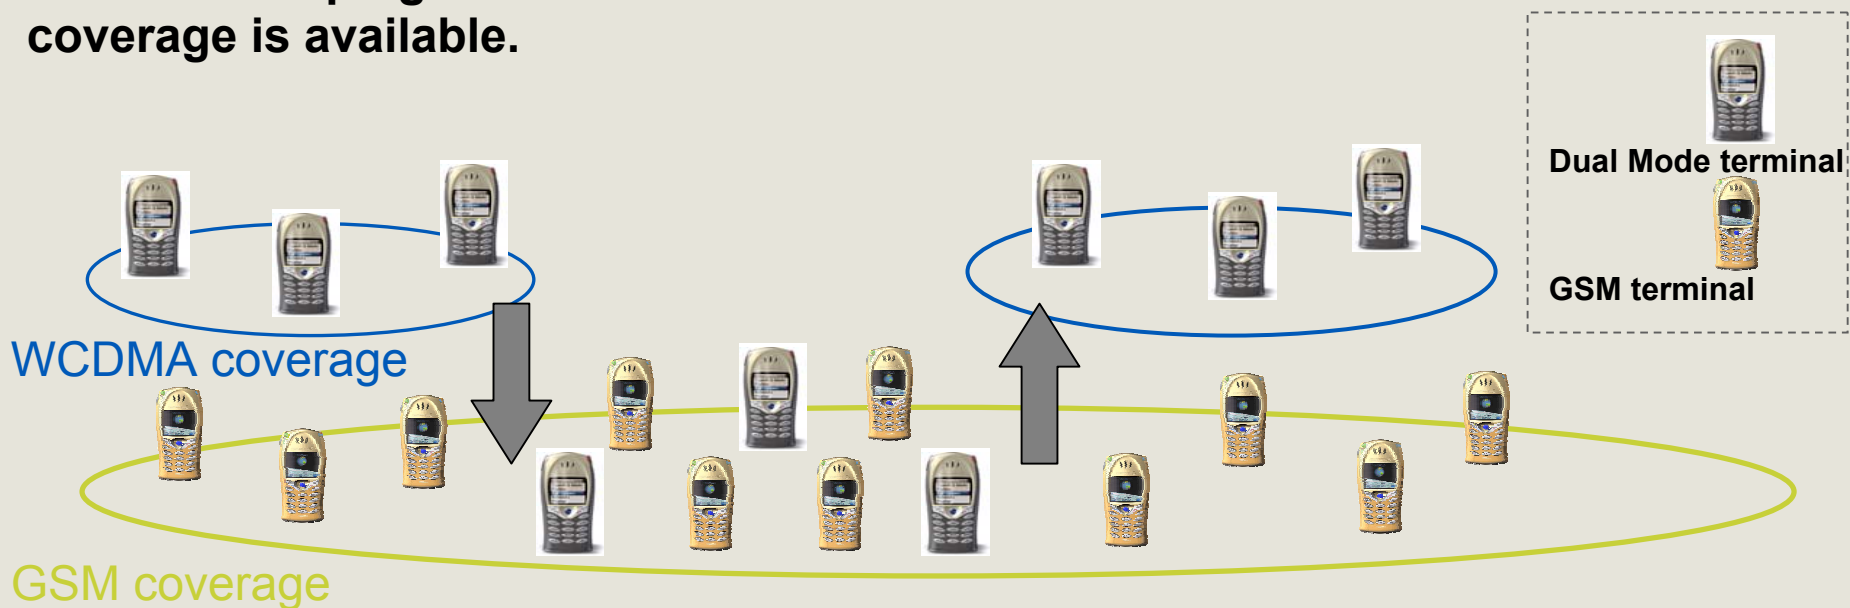 coverage is available.
Dual Mode terminal
GSM terminal
WCDMA coverage
GSM coverage